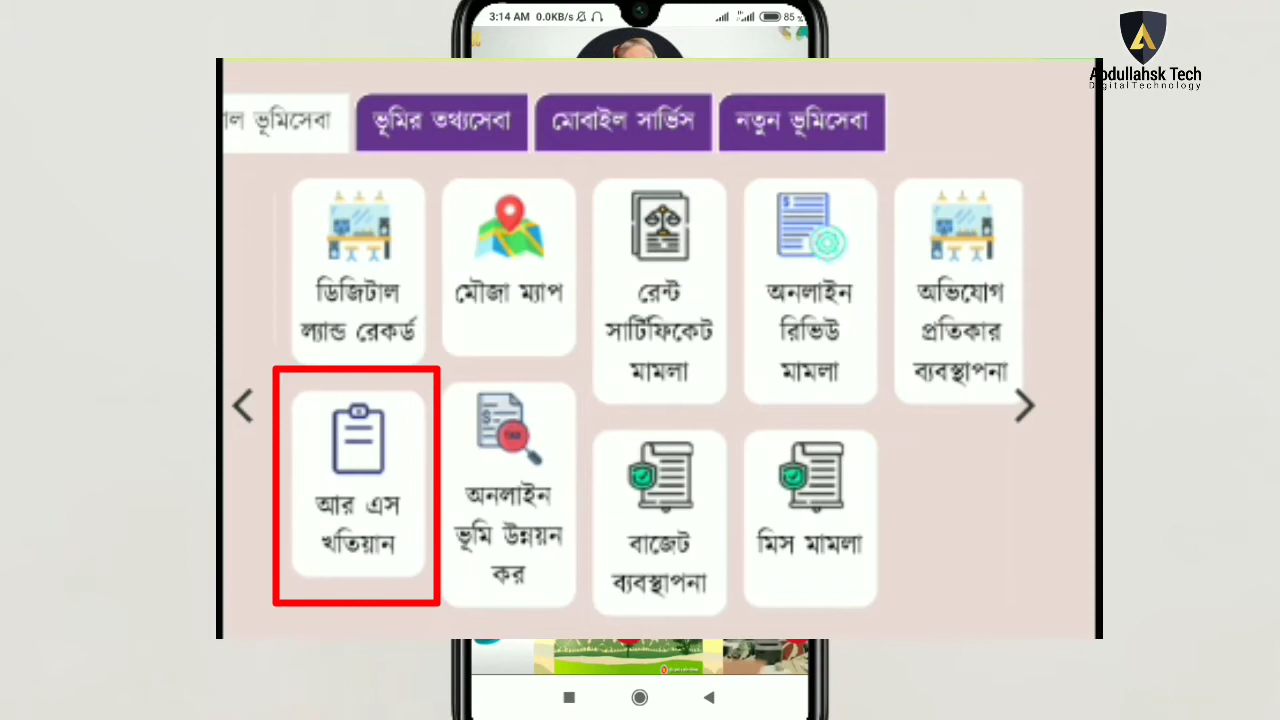 3:14 AM 0.0KB/s
85
Abdullahsk Tech
Digital Technology
াল ভূমিসেবা
ভূমির তথ্যসেবা
মোবাইল সার্ভিস
নতুন ভূমিসেবা
ডিজিটাল
ল্যান্ড রেকর্ড
মৌজা ম্যাপ
রেন্ট
সার্টিফিকেট
মামলা
অনলাইন
রিভিউ
মামলা
অভিযোগ
প্রতিকার
ব্যবস্থাপনা
আর এস
খতিয়ান
TAX
অনলাইন
ভূমি উন্নয়ন
কর
বাজেট
ব্যবস্থাপনা
মিস মামলা